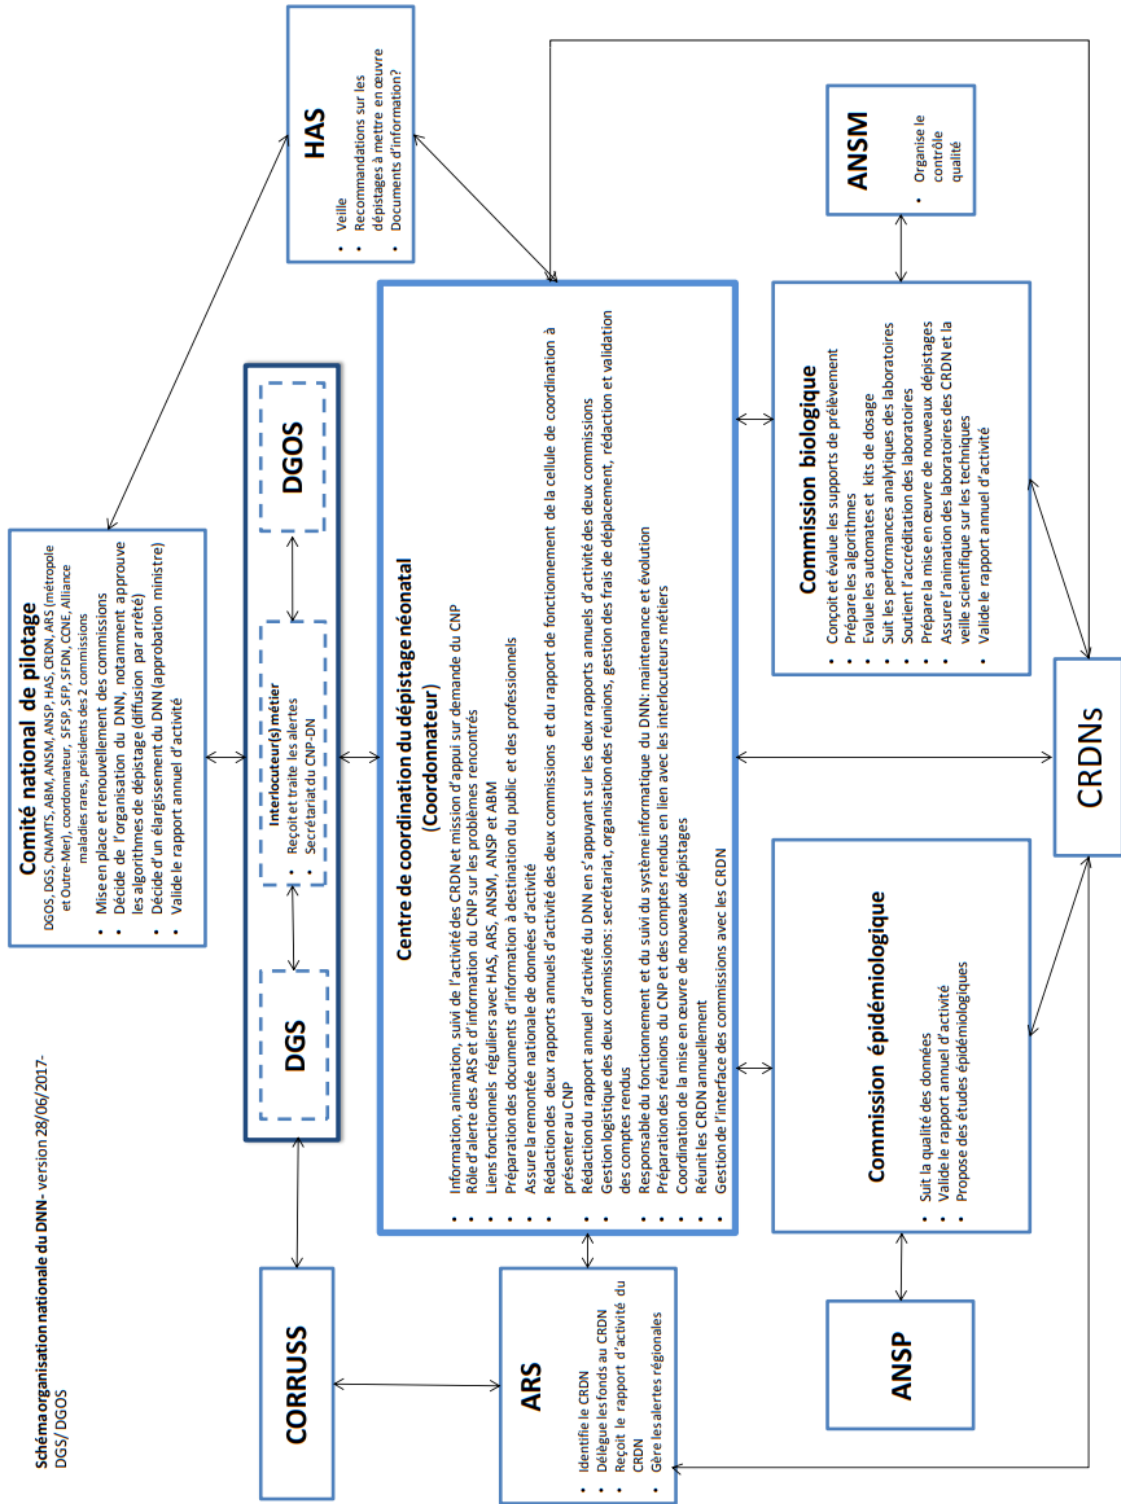 Schéma organisation nationale du DNN- version 28/06/2017-
DGS/ DGOS
Comité national de pilotage
DGOS, DGS, CNAMTS, ABM, ANSM, ANSP, HAS, CRDN, ARS (métropole
et Outre-Mer), coordonnateur, SFSP, SFP, SFDN, CCNE, Alliance
maladies rares, présidents des 2 commissions
• Mise en place et renouvellement des commissions
• Décide de l'organisation du DNN, notamment approuve
les algorithmes de dépistage (diffusion par arrêté)
• Décide d'un élargissement du DNN (approbation ministre)
• Valide le rapport annuel d'activité
CORRUSS
DGS
Interlocuteur(s) métier
• Reçoit et traite les alertes
• Secrétariat du CNP-DN
DGOS
HAS
• Veille
• Recommandations sur les
dépistages à mettre en œuvre
• Documents d'information?
Centre de coordination du dépistage néonatal
(Coordonnateur)
• Information, animation, suivi de l'activité des CRDN et mission d'appui sur demande du CNP
• Rôle d'alerte des ARS et d'information du CNP sur les problèmes rencontrés
• Liens fonctionnels réguliers avec HAS, ARS, ANSM, ANSP et ABM
• Préparation des documents d'information à destination du public et des professionnels
• Assure la remontée nationale de données d'activité
• Rédaction des deux rapports annuels d'activité des deux commissions et du rapport de fonctionnement de la cellule de coordination à
présenter au CNP
• Rédaction du rapport annuel d'activité du DNN en s'appuyant sur les deux rapports annuels d'activité des deux commissions
• Gestion logistique des deux commissions: secrétariat, organisation des réunions, gestion des frais de déplacement, rédaction et validation
des comptes rendus
• Responsable du fonctionnement et du suivi du système informatique du DNN: maintenance et évolution
• Préparation des réunions du CNP et des comptes rendus en lien avec les interlocuteurs métiers
• Coordination de la mise en œuvre de nouveaux dépistages
• Réunit les CRDN annuellement
• Gestion de l'interface des commissions avec les CRDN
ARS
• Identifie le CRDN
• Délègue les fonds au CRDN
• Reçoit le rapport d'activité du
CRDN
• Gère les alertes régionales
ANSP
Commission épidémiologique
• Suit la qualité des données
• Valide le rapport annuel d'activité
• Propose des études épidémiologiques
Commission biologique
• Conçoit et évalue les supports de prélèvement
• Prépare les algorithmes
• Evalue les automates et kits de dosage
• Suit les performances analytiques des laboratoires
• Soutient l'accréditation des laboratoires
• Prépare la mise en œuvre de nouveaux dépistages
• Assure l'animation des laboratoires des CRDN et la
veille scientifique sur les techniques
• Valide le rapport annuel d'activité
ANSM
• Organise le
contrôle
qualité
CRDNs